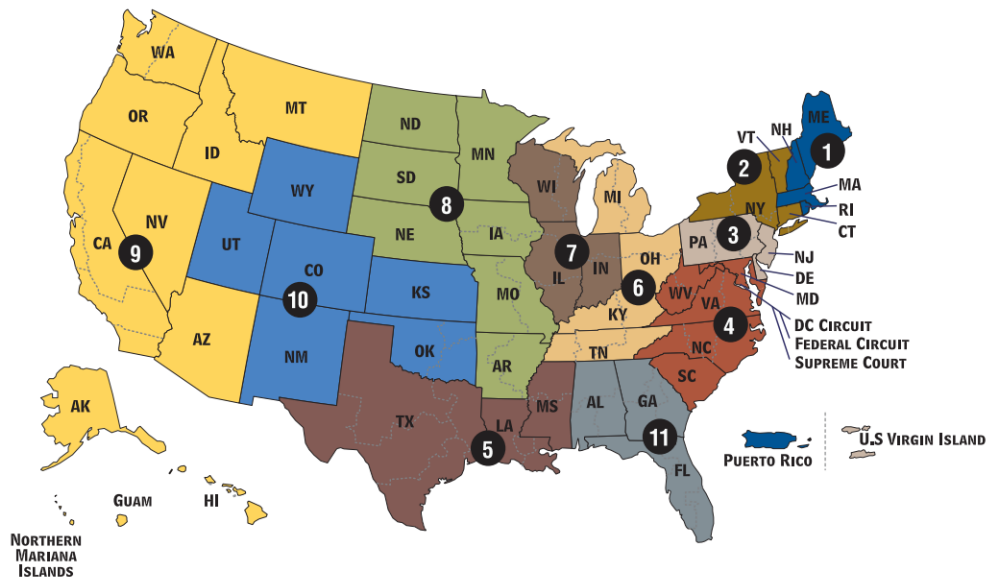 WA
MT
ND
OR
MN
ID
SD
WY
WI
MI
VT
NH
ME
1
2
MA
NY
RI
CT
8
NE
IA
NV
UT
CA
9
7
PA
3
NJ
OH
DE
IL
IN
6
MD
CO
10
KS
MO
WV
VA
KY
4
DC CIRCUIT
FEDERAL CIRCUIT
SUPREME COURT
AZ
NM
OK
TN
NC
AR
SC
AK
TX
LA
MS
AL
GA
5
11
FL
PUERTO RICO
U.S VIRGIN ISLAND
GUAM
HI
NORTHERN
MARIANA
ISLANDS